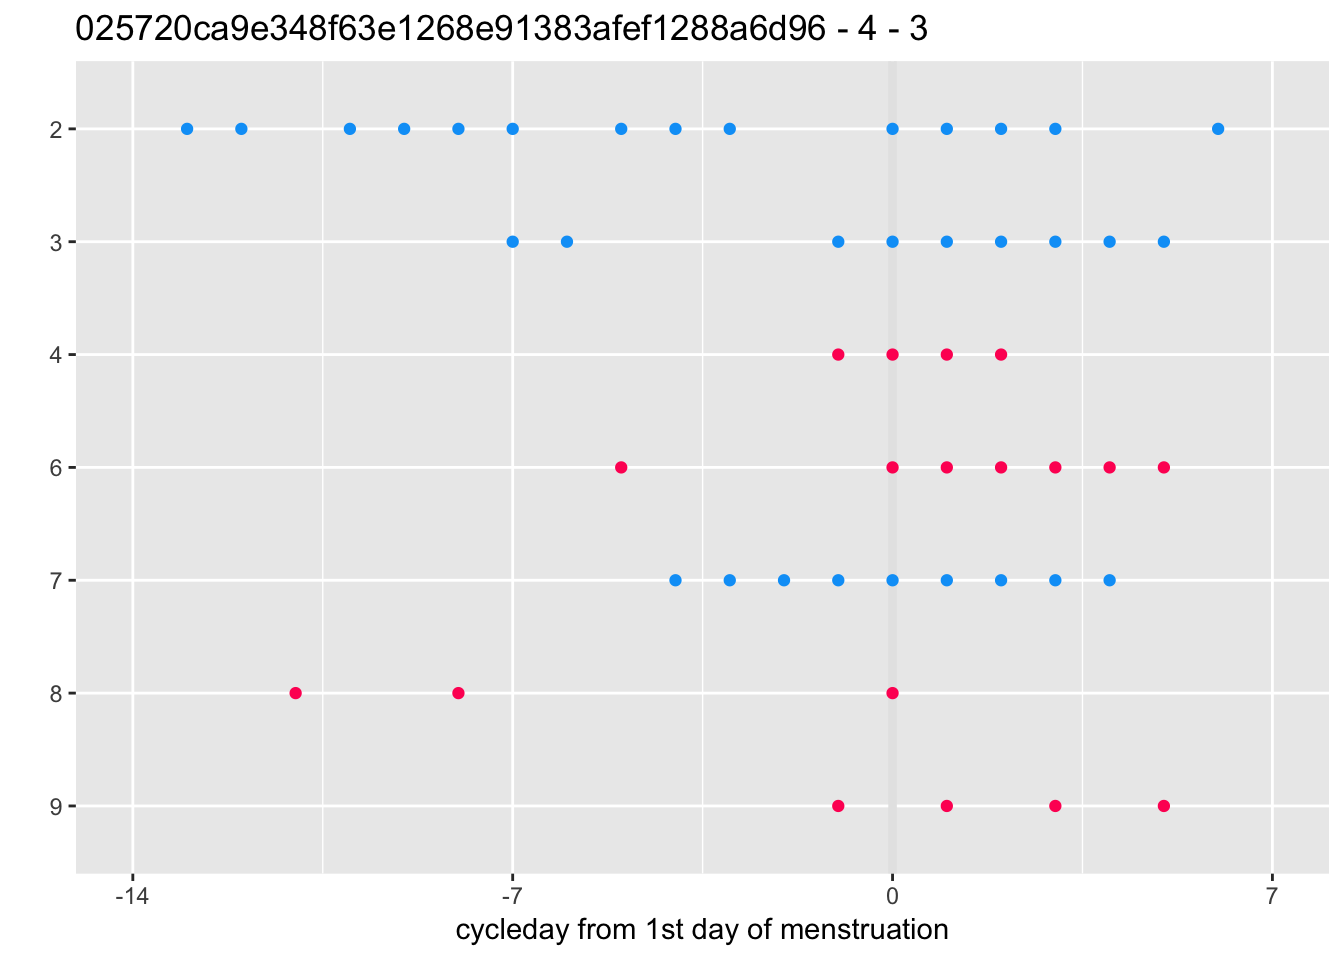 025720ca9e348f63e1268e91383afef1288a6d96 - 4 - 3
2
3
4
6
7
8
9
-14 -7 0 7
cycleday from 1st day of menstruation